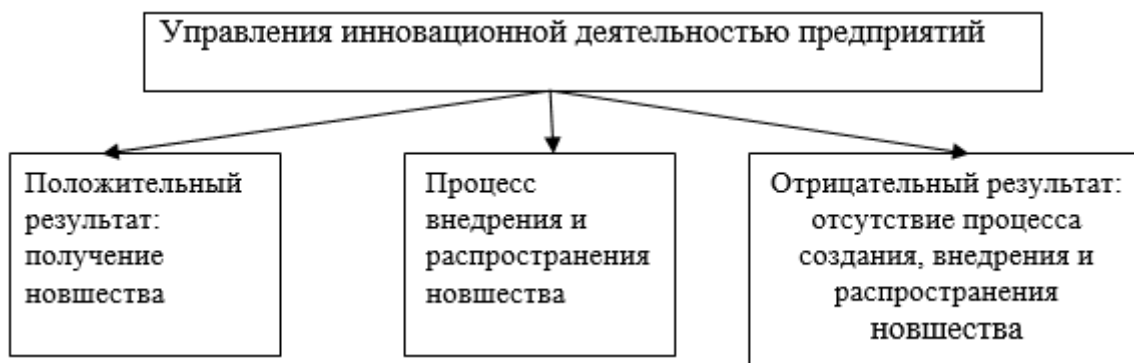 Управления инновационной деятельностью предприятий
Положительный
результат:
получение
новшества
Процесс
внедрения и
распространения
новшества
Отрицательный результат:
отсутствие процесса
создания, внедрения и
распространения
новшества